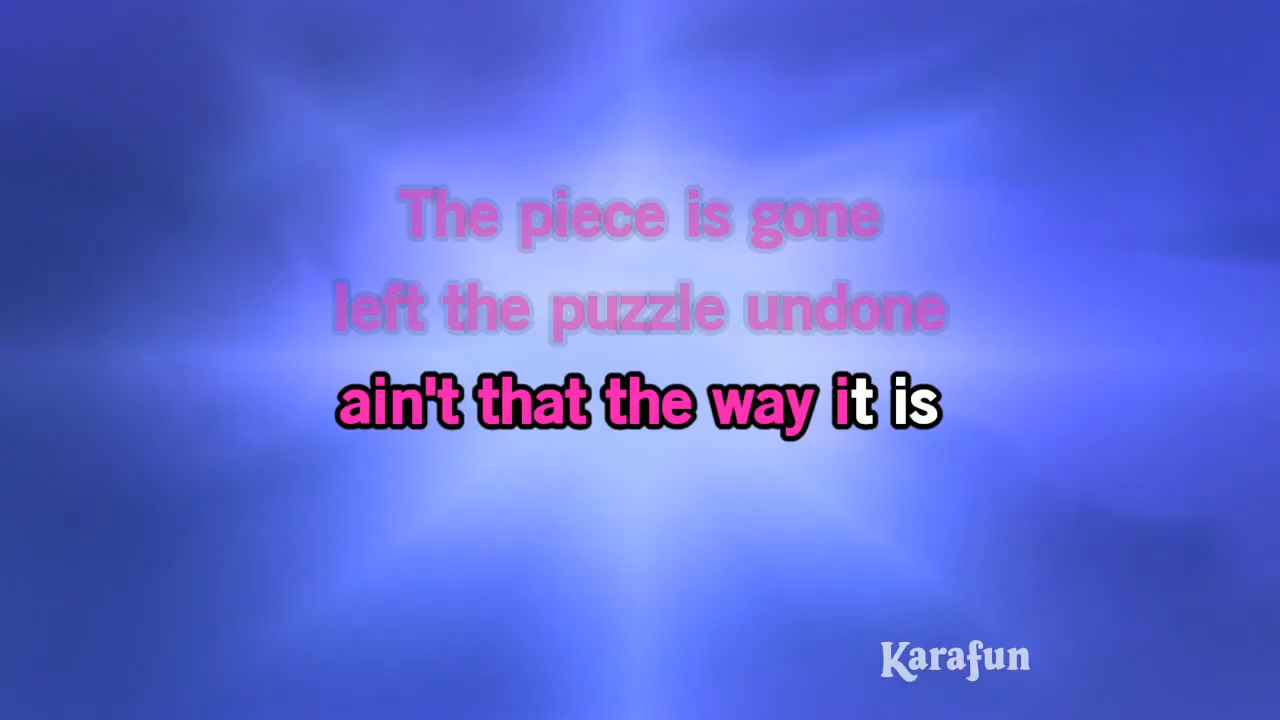 The piece is gone
left the puzzle undone
ain't that the way it is
Karafun